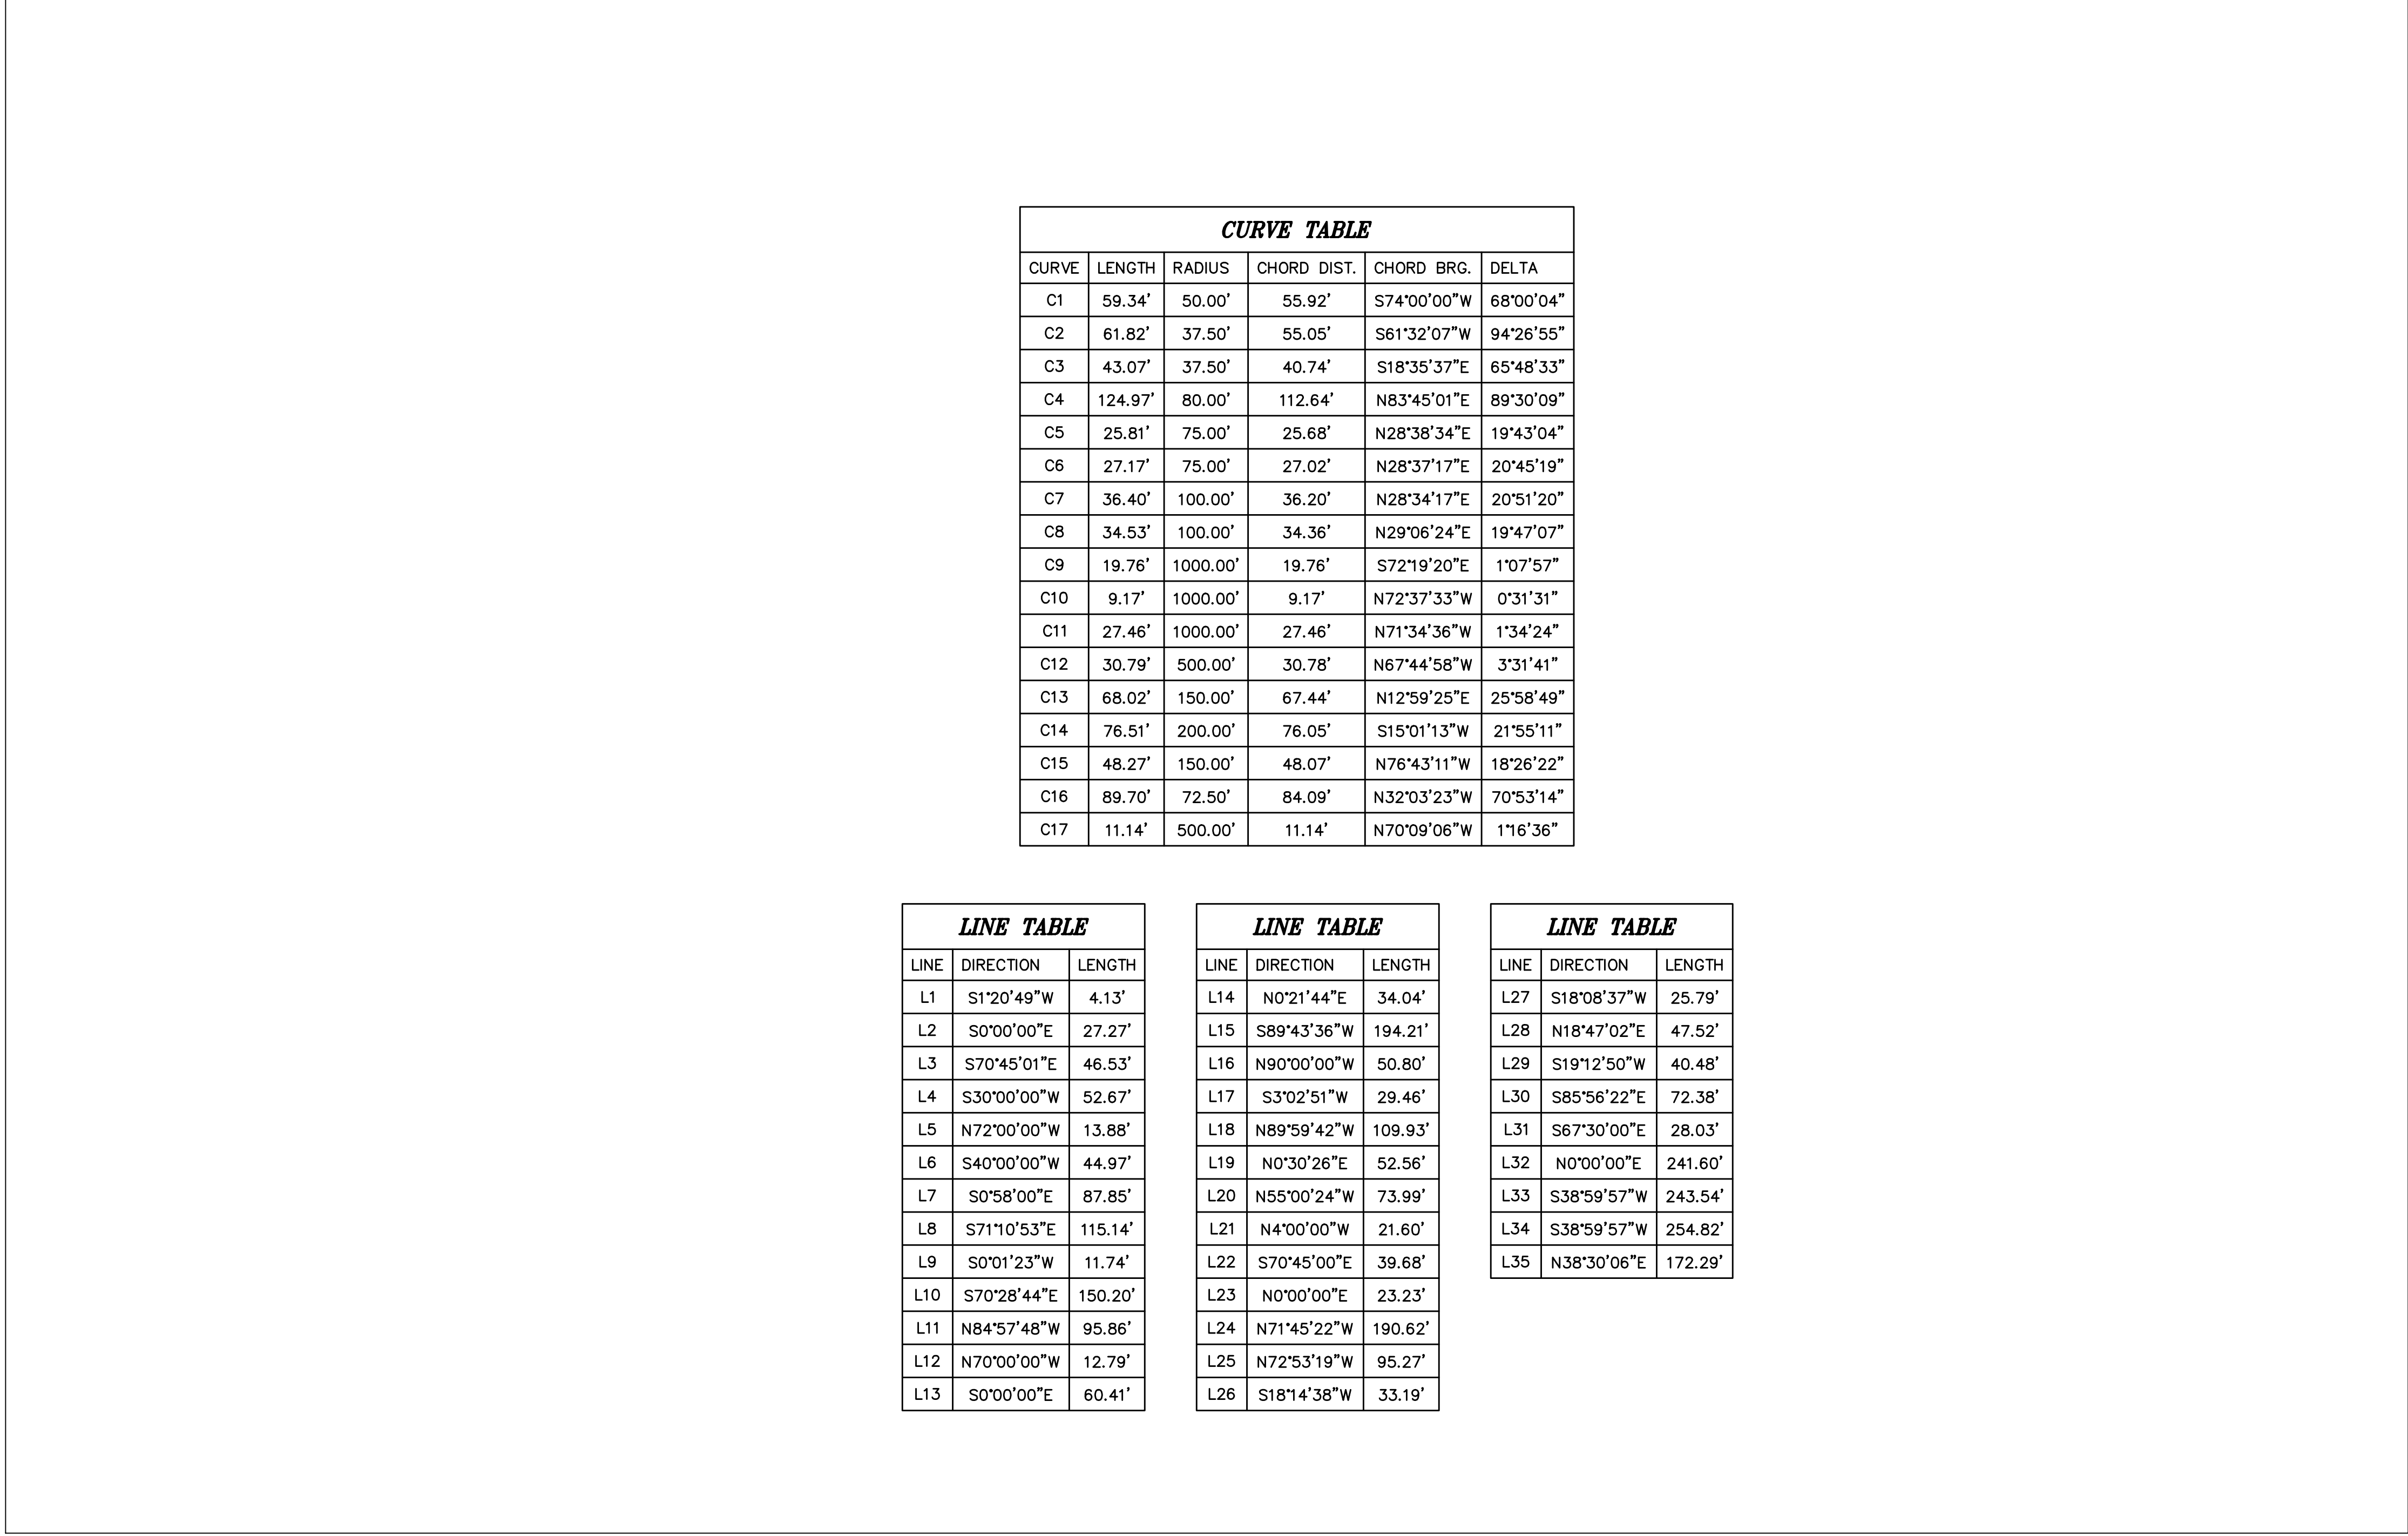 CURVE TABLE
CURVE LENGTH RADIUS CHORD DIST. CHORD BRG. DELTA
C1 59.34' 50.00' 55.92' S74°00'00"W 68°00'04"
C2 61.82' 37.50' 55.05' S61°32'07"W 94°26'55"
C3 43.07' 37.50' 40.74' S18°35'37"E 65°48'33"
C4 124.97' 80.00' 112.64' N83°45'01"E 89°30'09"
C5 25.81' 75.00' 25.68' N28°38'34"E 19°43'04"
C6 27.17' 75.00' 27.02' N28°37'17"E 20°45'19"
C7 36.40' 100.00' 36.20' N28°34'17"E 20°51'20"
C8 34.53' 100.00' 34.36' N29°06'24"E 19°47'07"
C9 19.76' 1000.00' 19.76' S72°19'20"E 1°07'57"
C10 9.17' 1000.00' 9.17' N72°37'33"W 0°31'31"
C11 27.46' 1000.00' 27.46' N71°34'36"W 1°34'24"
C12 30.79' 500.00' 30.78' N67°44'58"W 3°31'41"
C13 68.02' 150.00' 67.44' N12°59'25"E 25°58'49"
C14 76.51' 200.00' 76.05' S15°01'13"W 21°55'11"
C15 48.27' 150.00' 48.07' N76°43'11"W 18°26'22"
C16 89.70' 72.50' 84.09' N32°03'23"W 70°53'14"
C17 11.14' 500.00' 11.14' N70°09'06"W 1°16'36"
LINE TABLE
LINE DIRECTION LENGTH
L1 S1°20'49"W 4.13'
L2 S0°00'00"E 27.27'
L3 S70°45'01"E 46.53'
L4 S30°00'00"W 52.67'
L5 N72°00'00"W 13.88'
L6 S40°00'00"W 44.97'
L7 S0°58'00"E 87.85'
L8 S71°10'53"E 115.14'
L9 S0°01'23"W 11.74'
L10 S70°28'44"E 150.20'
L11 N84°57'48"W 95.86'
L12 N70°00'00"W 12.79'
L13 S0°00'00"E 60.41'
LINE TABLE
LINE DIRECTION LENGTH
L14 N0°21'44"E 34.04'
L15 S89°43'36"W 194.21'
L16 N90°00'00"W 50.80'
L17 S3°02'51"W 29.46'
L18 N89°59'42"W 109.93'
L19 N0°30'26"E 52.56'
L20 N55°00'24"W 73.99'
L21 N4°00'00"W 21.60'
L22 S70°45'00"E 39.68'
L23 N0°00'00"E 23.23'
L24 N71°45'22"W 190.62'
L25 N72°53'19"W 95.27'
L26 S18°14'38"W 33.19'
LINE TABLE
LINE DIRECTION LENGTH
L27 S18°08'37"W 25.79'
L28 N18°47'02"E 47.52'
L29 S19°12'50"W 40.48'
L30 S85°56'22"E 72.38'
L31 S67°30'00"E 28.03'
L32 N0°00'00"E 241.60'
L33 S38°59'57"W 243.54'
L34 S38°59'57"W 254.82'
L35 N38°30'06"E 172.29'